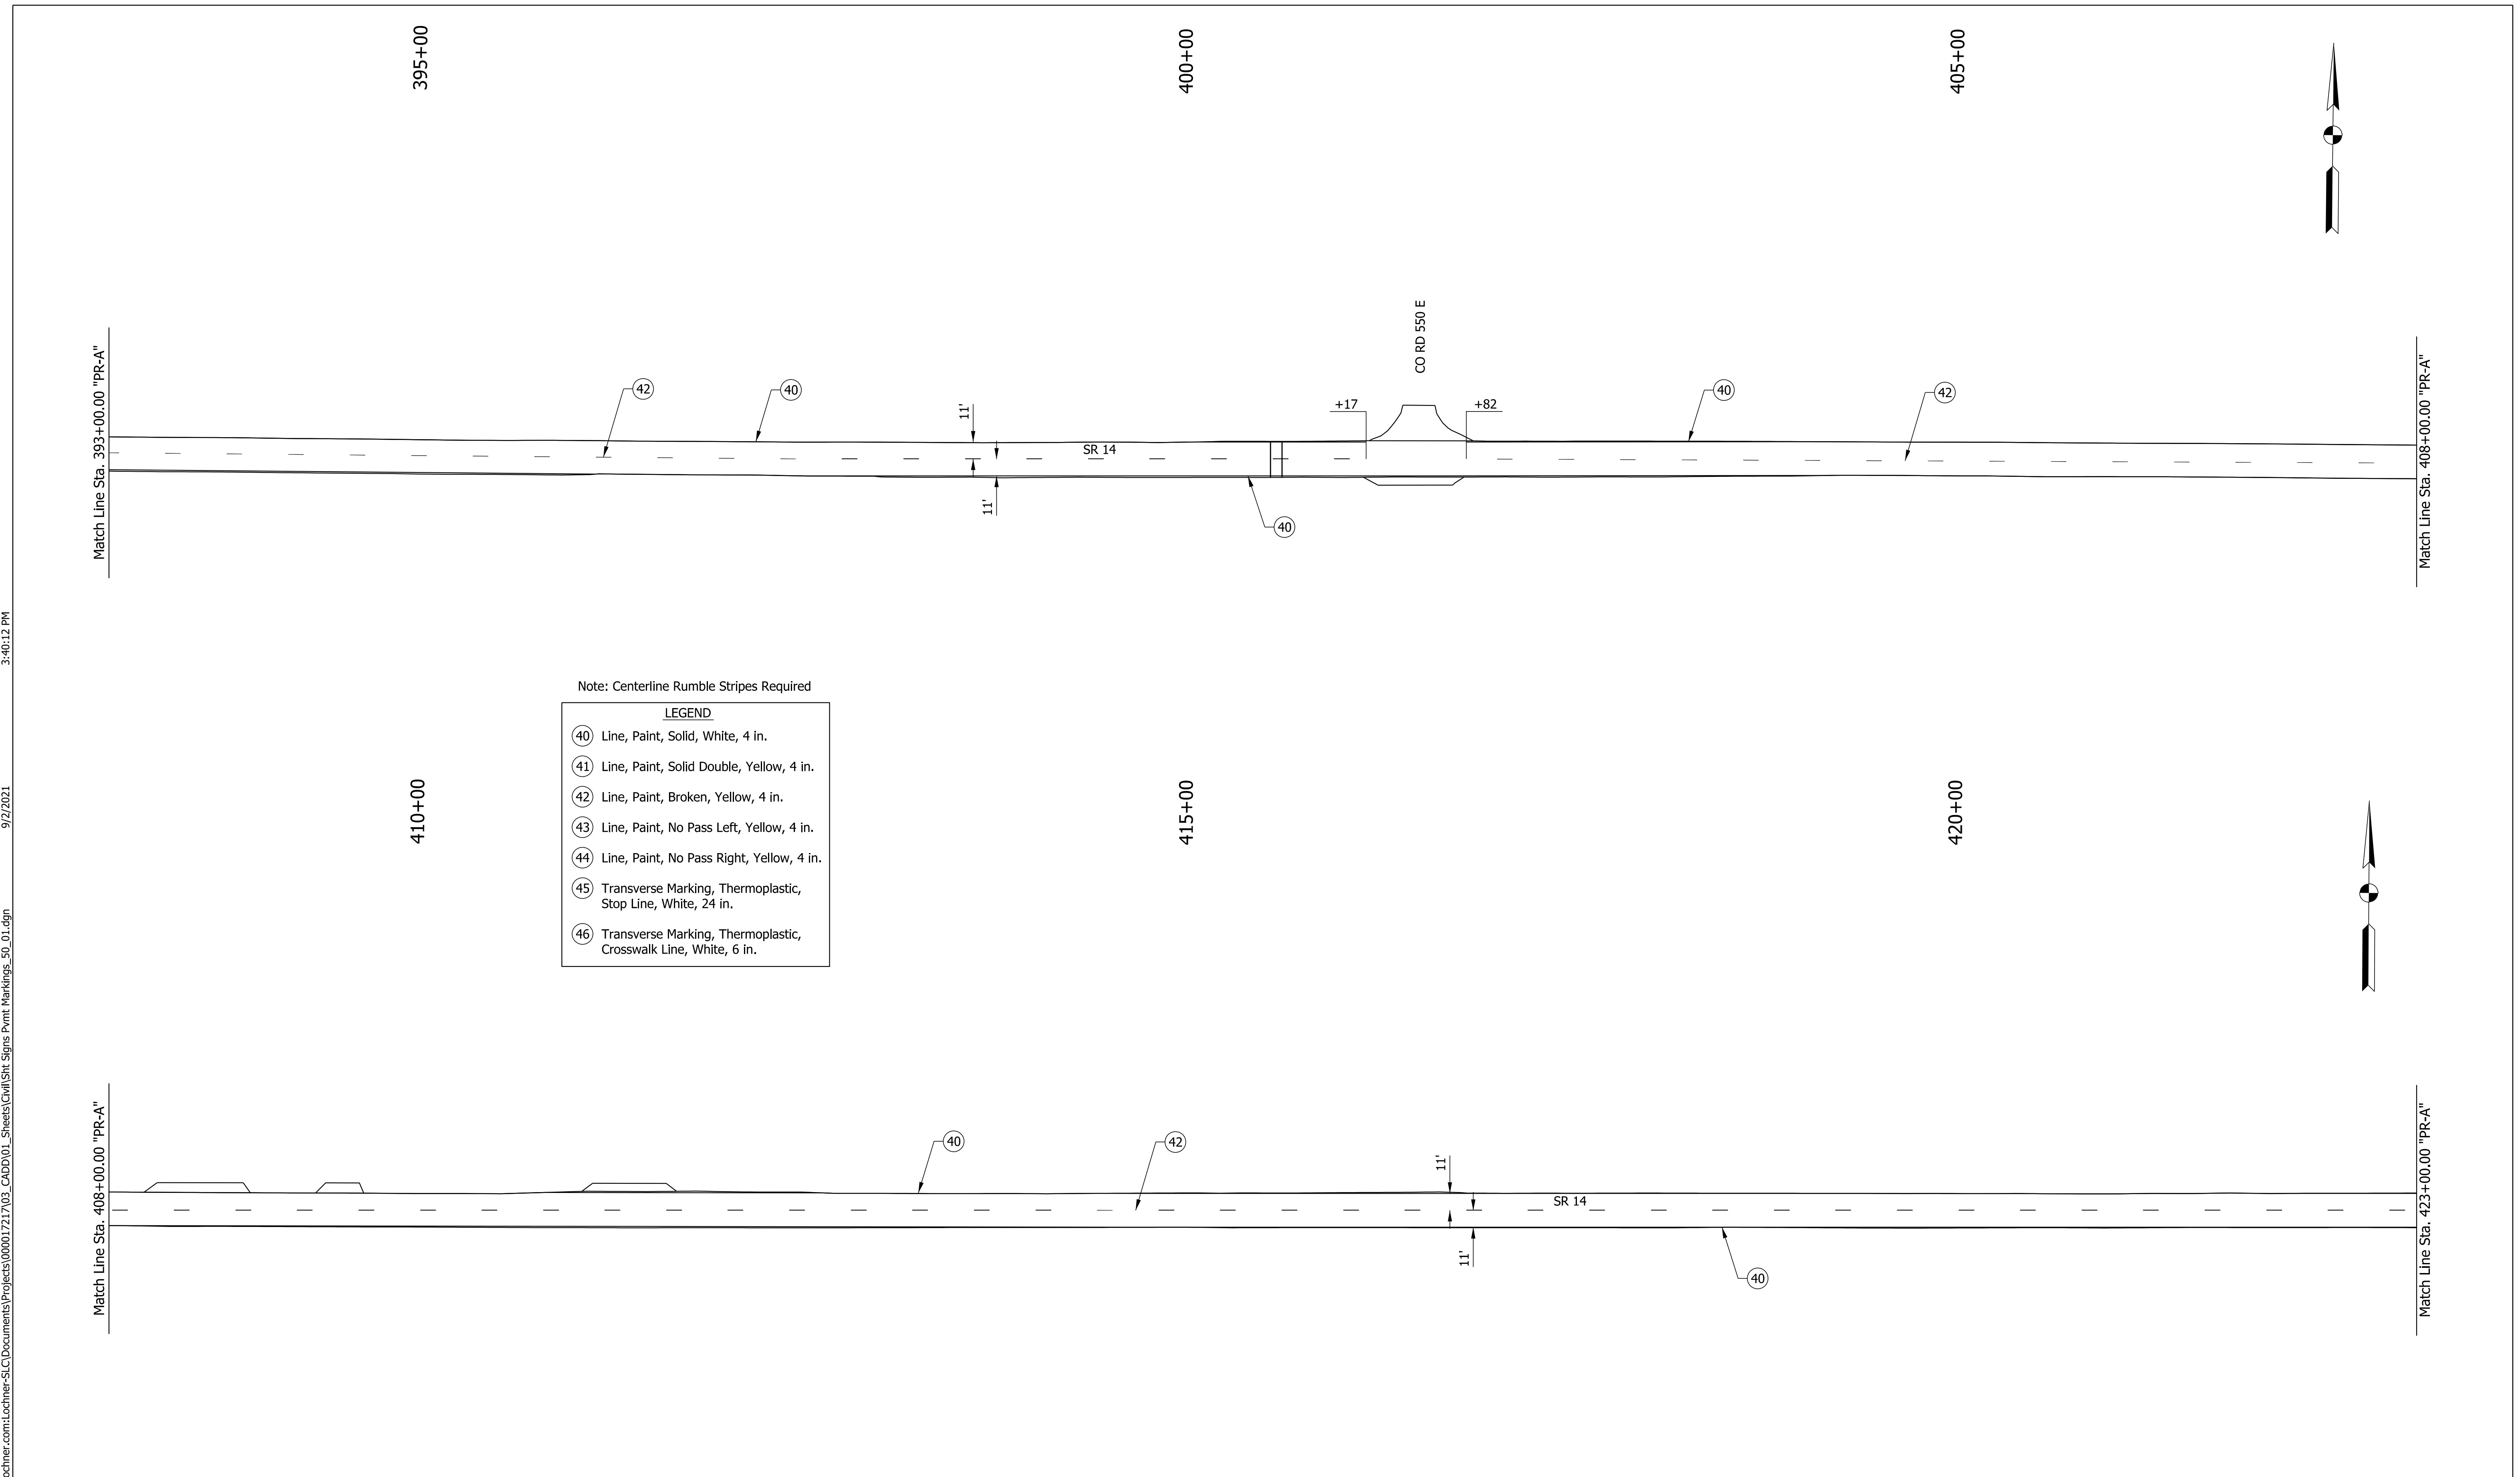 395+00
400+00
405+00
Match Line Sta. 393+00.00 "PR-A"
42
40
11'
11'
SR 14
40
+17
CO RD 550 E
+82
40
42
Match Line Sta. 408+00.00 "PR-A"
Note: Centerline Rumble Stripes Required
LEGEND
40 Line, Paint, Solid, White, 4 in.
41 Line, Paint, Solid Double, Yellow, 4 in.
42 Line, Paint, Broken, Yellow, 4 in.
43 Line, Paint, No Pass Left, Yellow, 4 in.
44 Line, Paint, No Pass Right, Yellow, 4 in.
45 Transverse Marking, Thermoplastic,
Stop Line, White, 24 in.
46 Transverse Marking, Thermoplastic,
Crosswalk Line, White, 6 in.
410+00
415+00
420+00
Match Line Sta. 408+00.00 "PR-A"
40
42
11'
11'
SR 14
40
Match Line Sta. 423+00.00 "PR-A"
ochner.com:Lochner-SLC\Documents\Projects\000017217\03_CADD\01_Sheets\Civil\Sht Signs Pvmt Markings_50_01.dgn
9/2/2021
3:40:12 PM